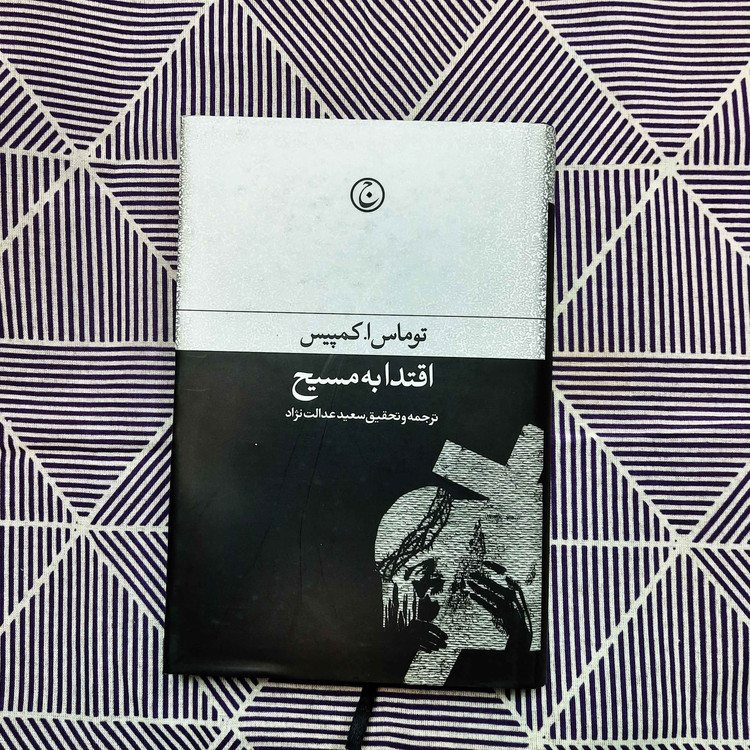 ج
توماس ا. کمپیس
اقتدا به مسیح
ترجمه و تحقیق سعید عدالت‌نژاد